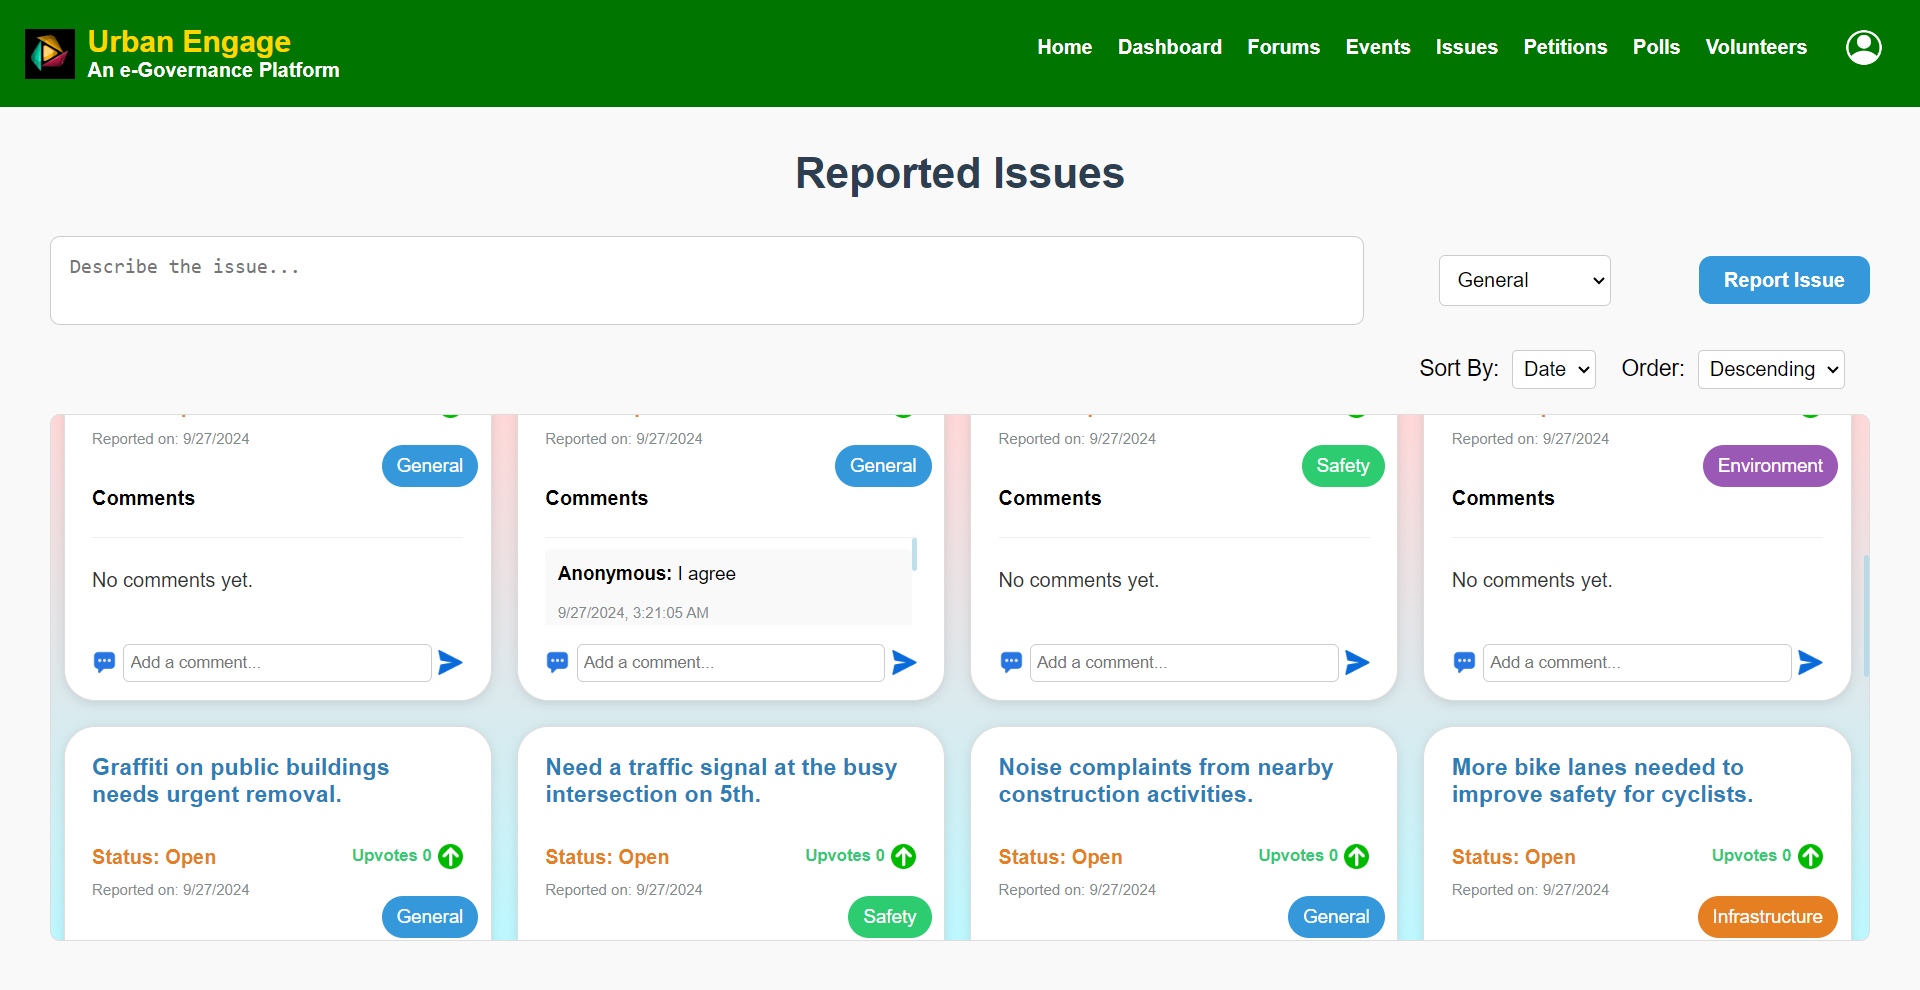 Urban Engage
An e-Governance Platform
Home Dashboard Forums Events Issues Petitions Polls Volunteers
Reported Issues
Describe the issue...
General
Report Issue
Sort By: Date Order: Descending
Reported on: 9/27/2024
General
Comments
No comments yet.
Add a comment...
Reported on: 9/27/2024
General
Comments
Anonymous: I agree
9/27/2024, 3:21:05 AM
Add a comment...
Reported on: 9/27/2024
Safety
Comments
No comments yet.
Add a comment...
Reported on: 9/27/2024
Environment
Comments
No comments yet.
Add a comment...
Graffiti on public buildings
needs urgent removal.
Status: Open Upvotes 0
Reported on: 9/27/2024
General
Need a traffic signal at the busy
intersection on 5th.
Status: Open Upvotes 0
Reported on: 9/27/2024
Safety
Noise complaints from nearby
construction activities.
Status: Open Upvotes 0
Reported on: 9/27/2024
General
More bike lanes needed to
improve safety for cyclists.
Status: Open Upvotes 0
Reported on: 9/27/2024
Infrastructure